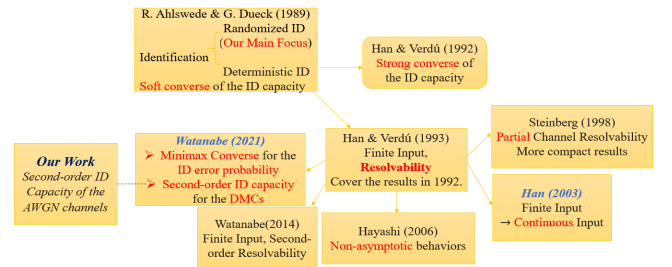 R. Ahlswede & G. Dueck (1989)
Randomized ID
(Our Main Focus)
Identification
Deterministic ID
Soft converse of the ID capacity
Han & Verdú (1992)
Strong converse of
the ID capacity
Our Work
Second-order ID
Capacity of the
AWGN channels
Watanabe (2021)
➢ Minimax Converse for the
ID error probability
➢ Second-order ID capacity
for the DMCs
Han & Verdú (1993)
Finite Input,
Resolvability
Cover the results in 1992.
Steinberg (1998)
Partial Channel Resolvability
More compact results
Han (2003)
Finite Input
→ Continuous Input
Watanabe(2014)
Finite Input, Second-
order Resolvability
Hayashi (2006)
Non-asymptotic behaviors